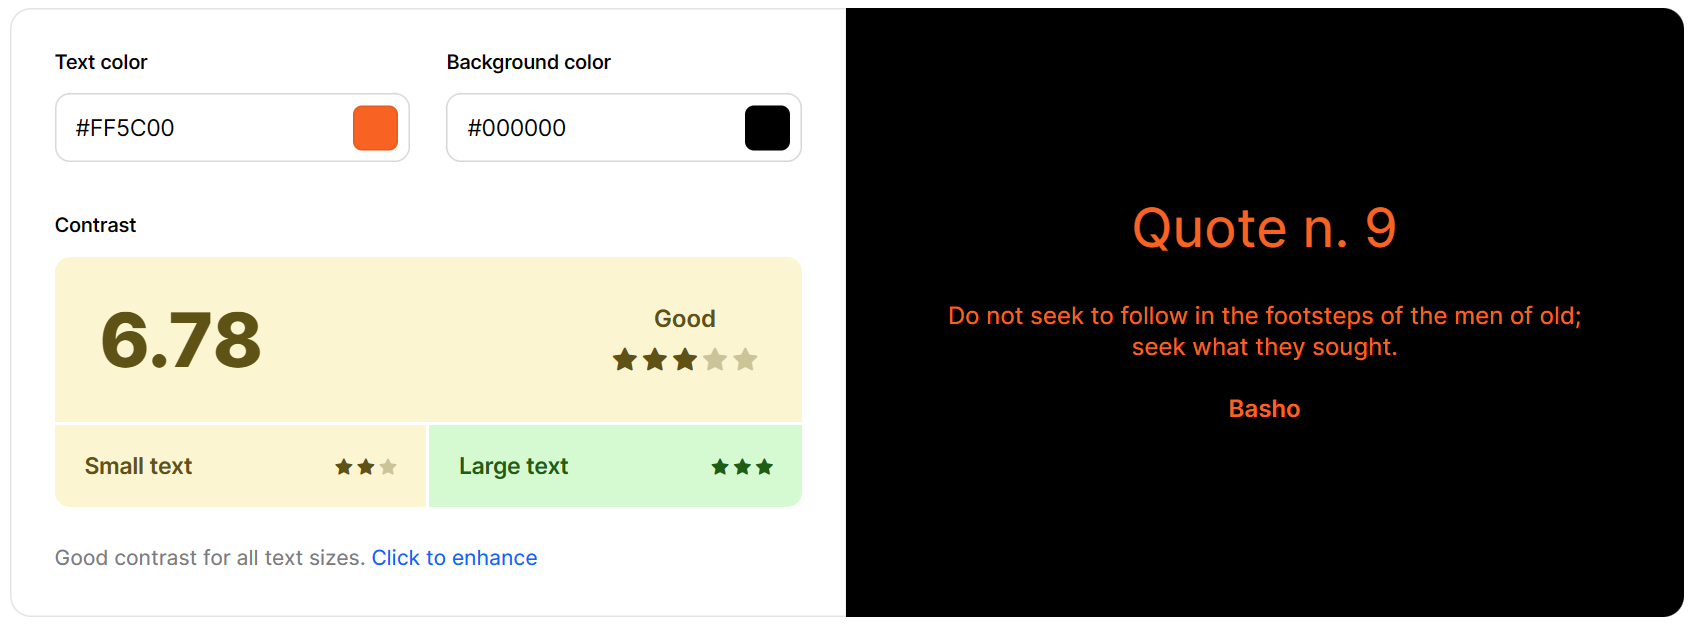 Text color
Background color
#FF5C00
#000000
Contrast
6.78
Good
Small text
Large text
Good contrast for all text sizes. Click to enhance
Quote n. 9
Do not seek to follow in the footsteps of the men of old;
seek what they sought.
Basho